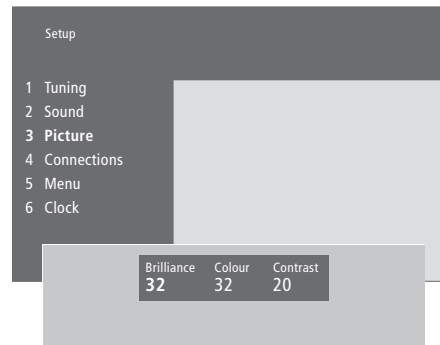 Setup
1 Tuning
2 Sound
3 Picture
4 Connections
5 Menu
6 Clock
Brilliance Colour Contrast
32 32 20